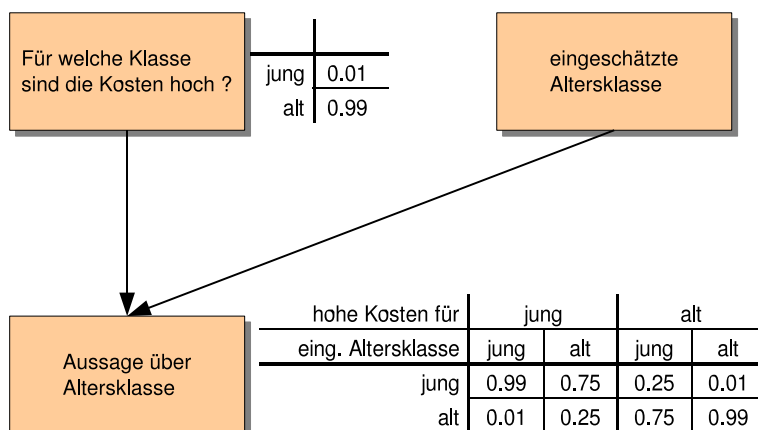 Für welche Klasse
sind die Kosten hoch ?
jung 0.01
alt 0.99
eingeschätzte
Altersklasse
Aussage über
Altersklasse
hohe Kosten für jung alt
eing. Altersklasse jung alt jung alt
jung 0.99 0.75 0.25 0.01
alt 0.01 0.25 0.75 0.99